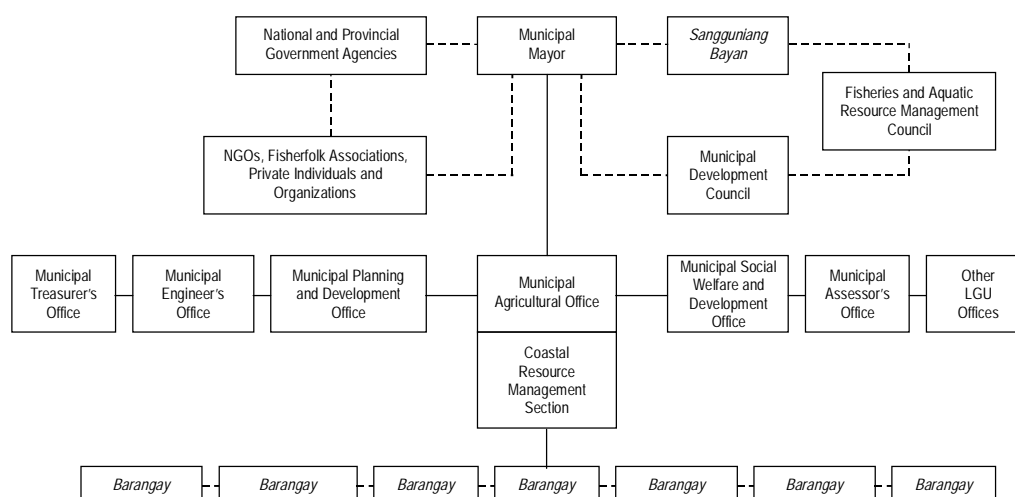 National and Provincial
Government Agencies
Municipal
Mayor
Sangguniang
Bayan
Fisheries and Aquatic
Resource Management
Council
NGOs, Fisherfolk Associations,
Private Individuals and
Organizations
Municipal
Development
Council
Municipal
Treasurer's
Office
Municipal
Engineer's
Office
Municipal Planning
and Development
Office
Municipal
Agricultural Office
Municipal Social
Welfare and
Development
Office
Municipal
Assessor's
Office
Other
LGU
Offices
Coastal
Resource
Management
Section
Barangay
Barangay
Barangay
Barangay
Barangay
Barangay
Barangay